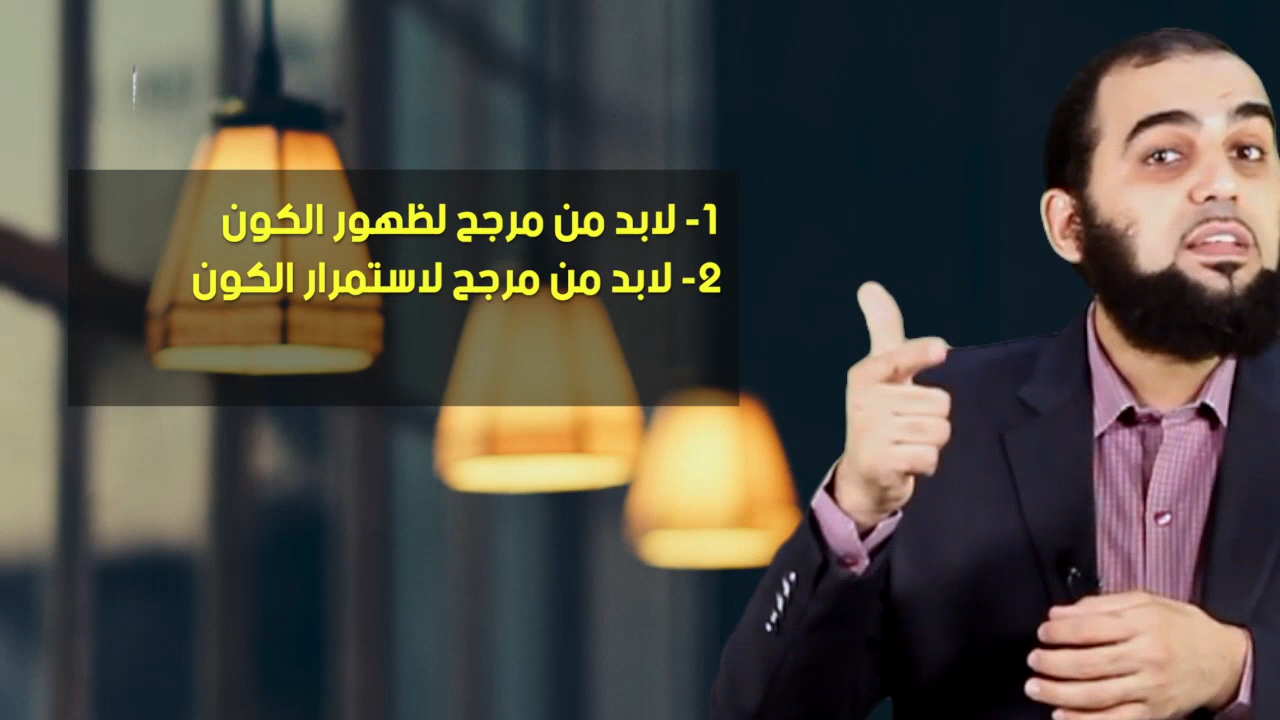 1- لابد من مرجح لظهور الكون
2- لابد من مرجح لاستمرار الكون